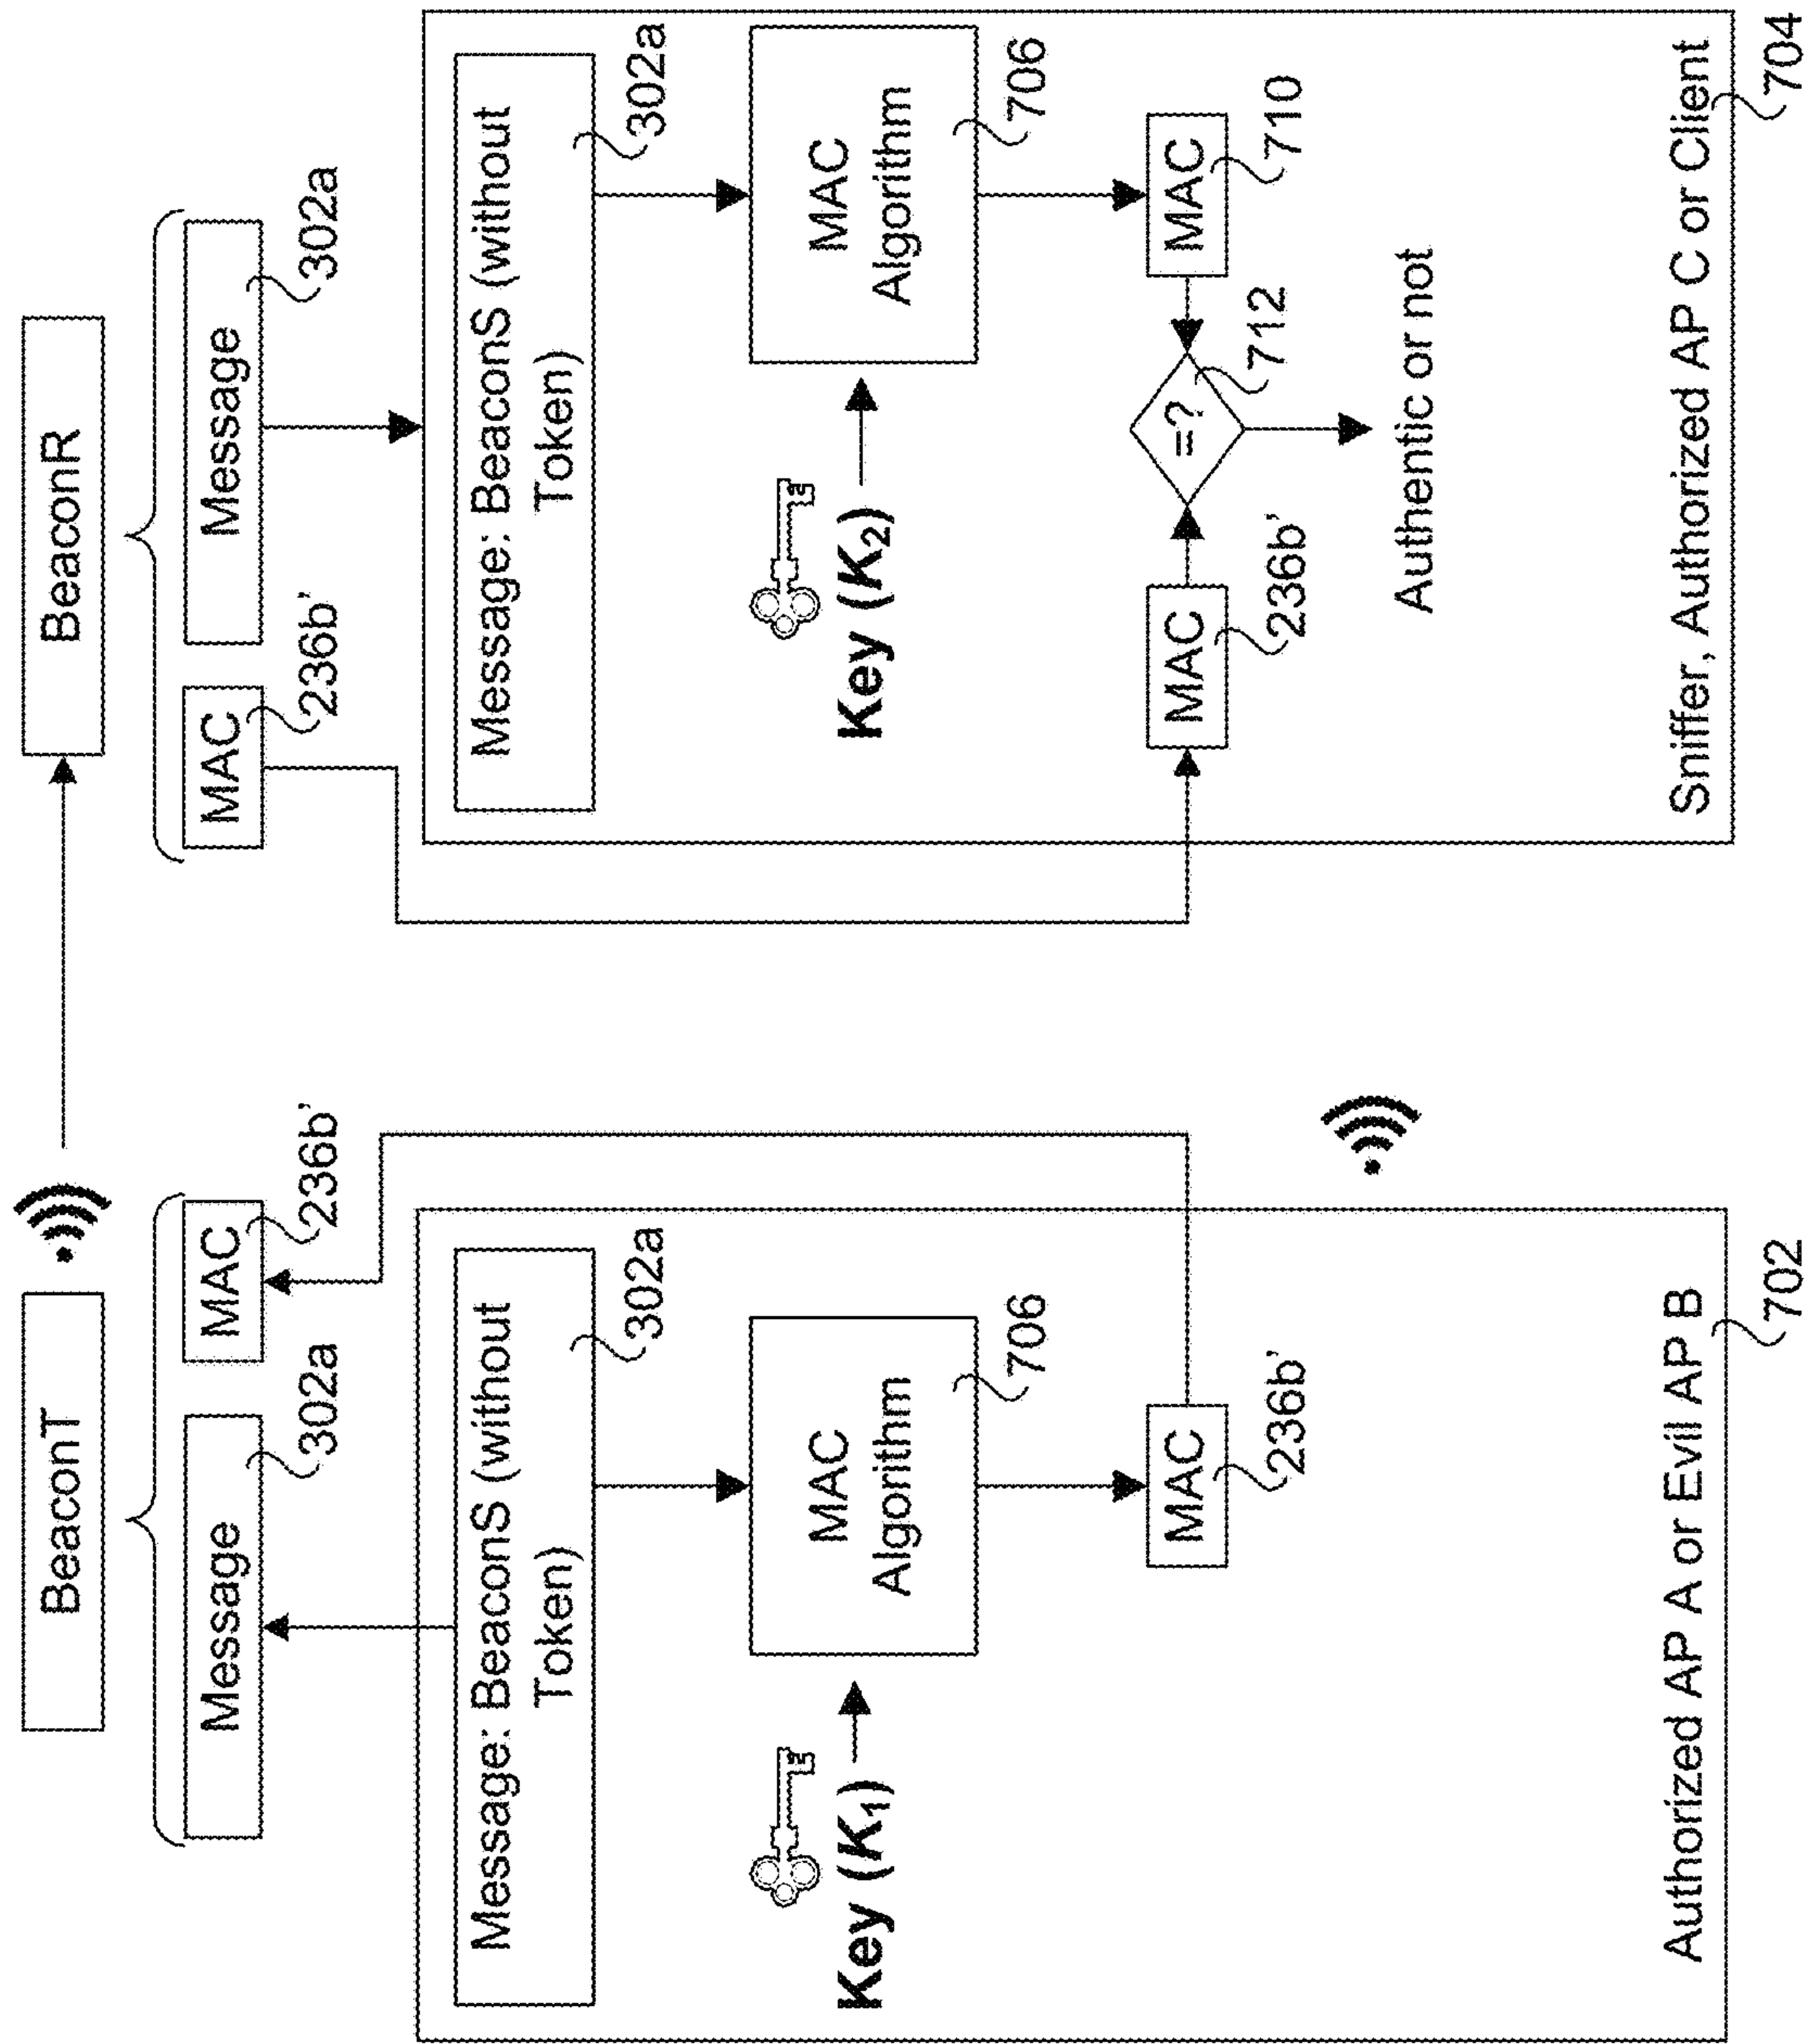 BeaconT
BeaconR
Message
302a
MAC
236b'
MAC
236b'
Message
302a
Message: BeaconS (without
Token)
302a
Key (K₁)
MAC
Algorithm
706
MAC
236b'
Authorized AP A or Evil AP B
702
Message: BeaconS (without
Token)
302a
Key (K₂)
MAC
Algorithm
706
MAC
236b'
=?
712
MAC
710
Authentic or not
Sniffer, Authorized AP C or Client
704